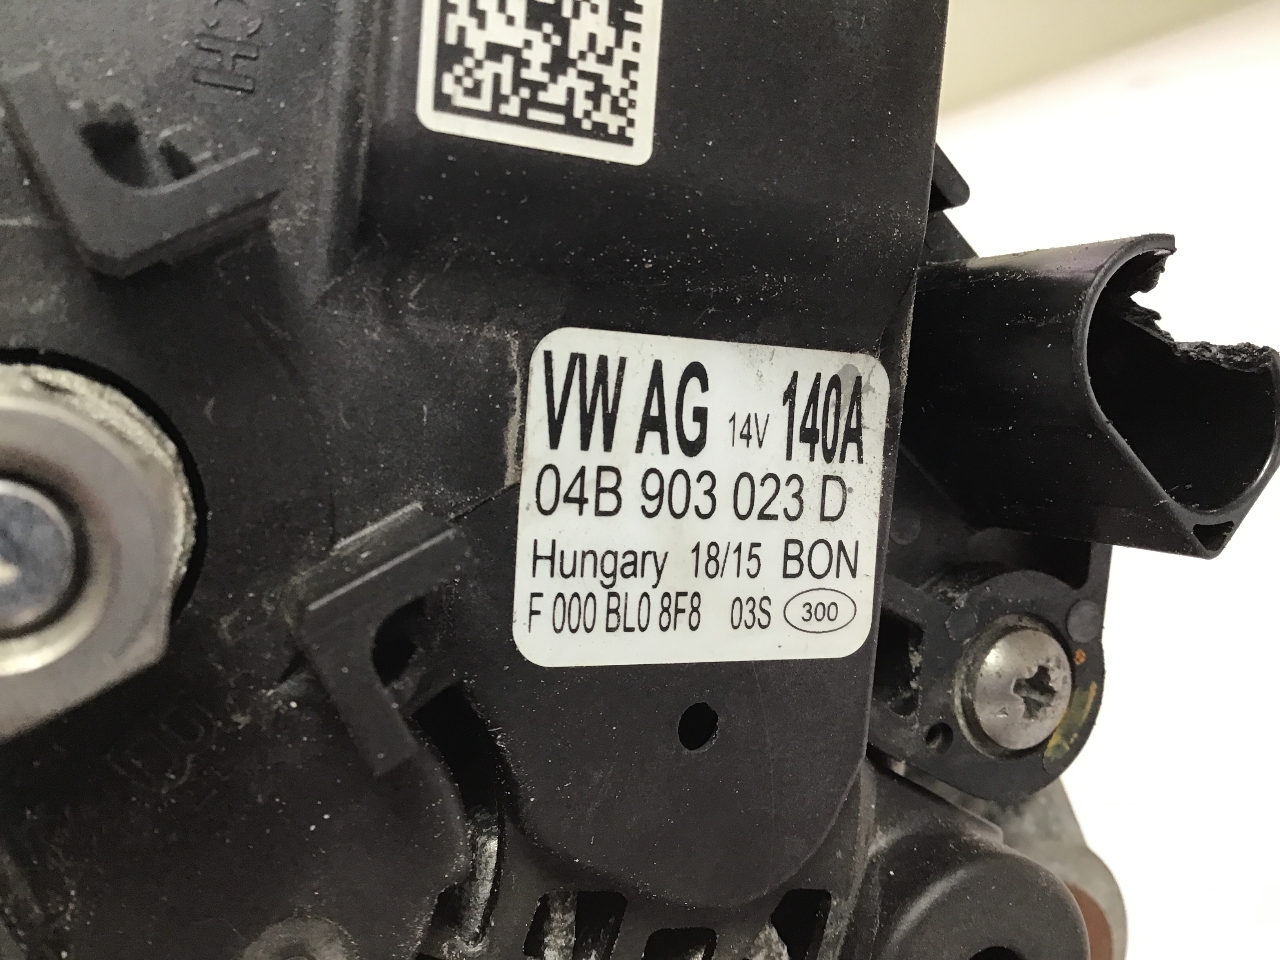 VW AG 14V 140A
04B 903 023 D
Hungary 18/15 BON
F 000 BL0 8F8 03S 300